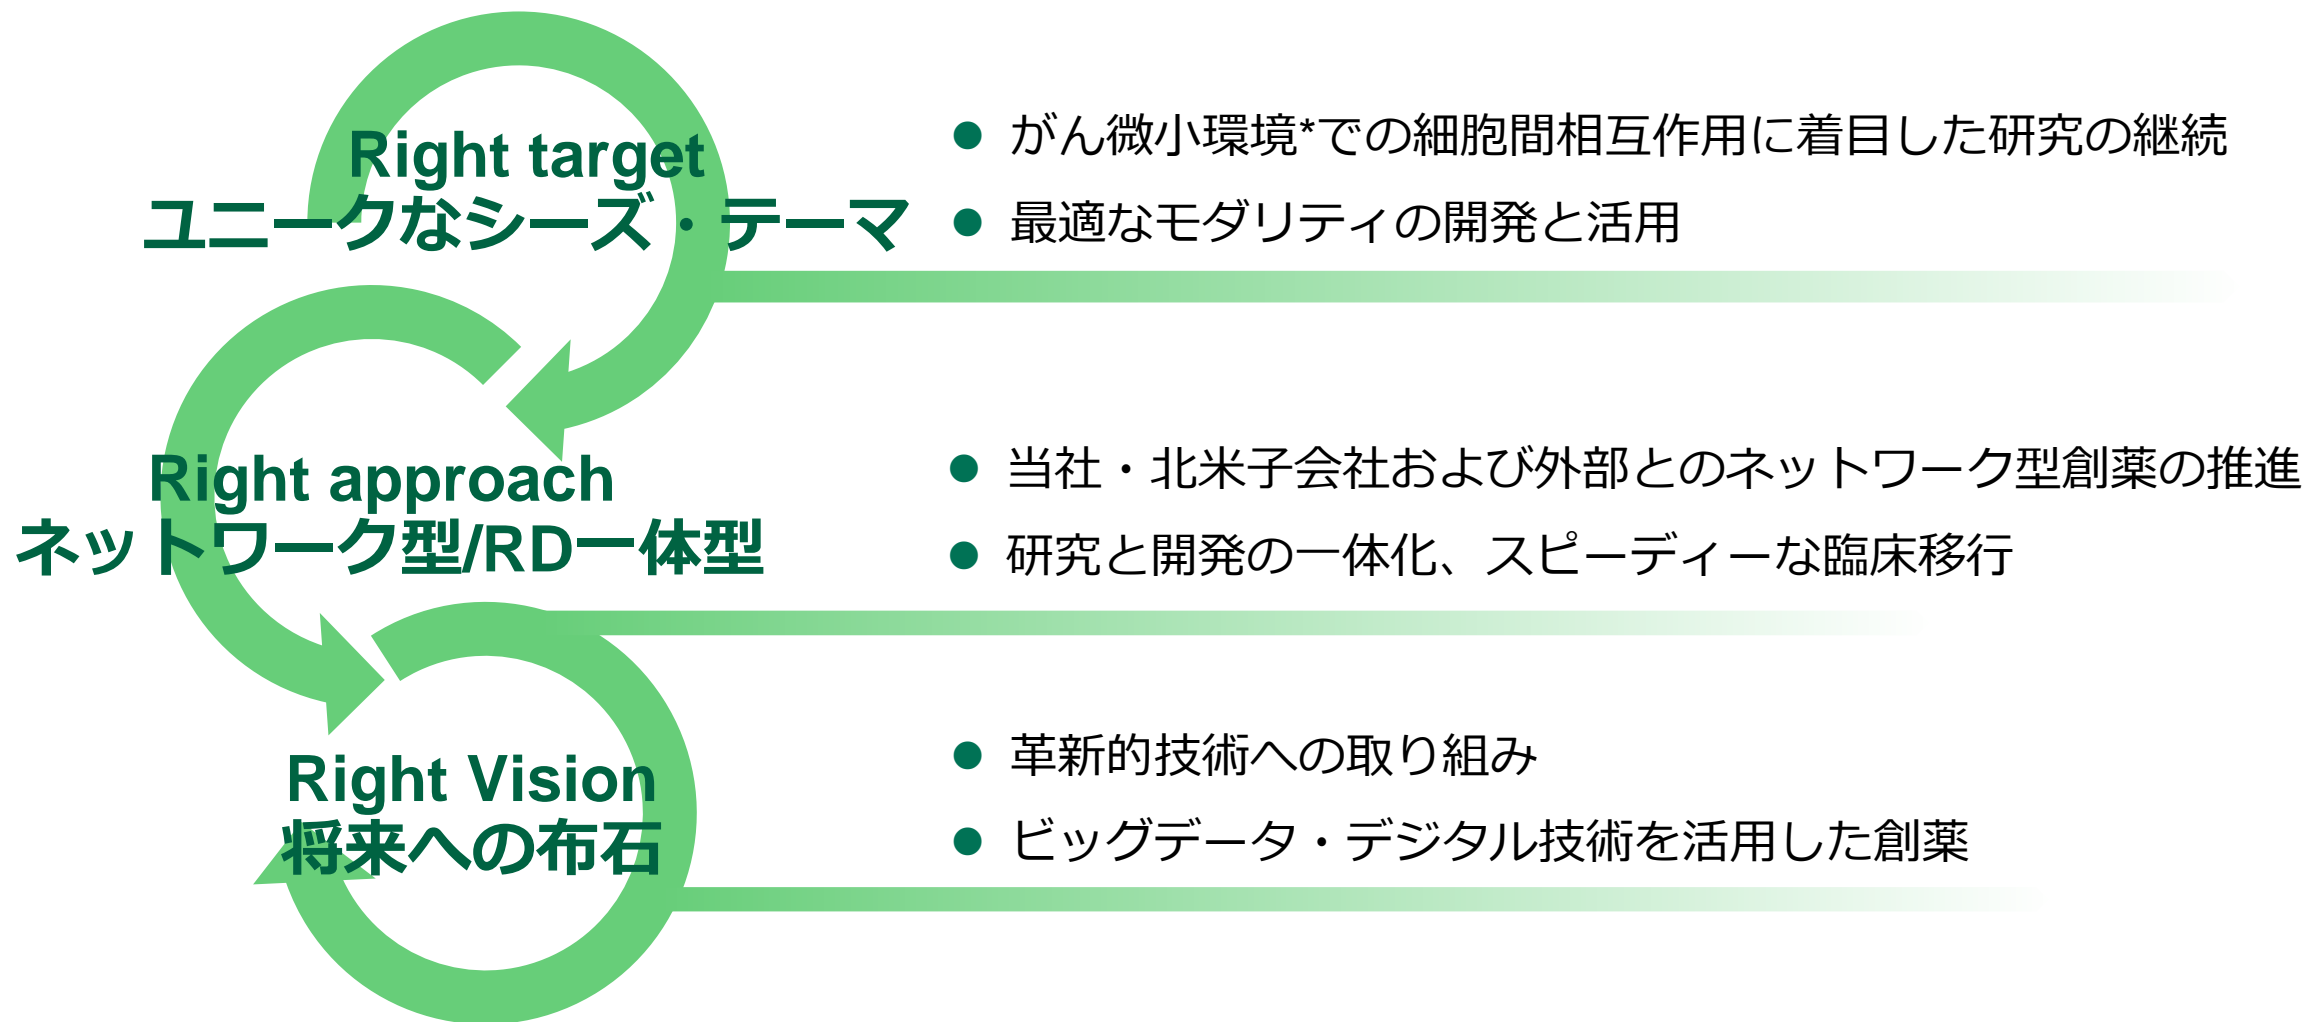 Right target
ユニークなシーズ・テーマ
● がん微小環境*での細胞間相互作用に着目した研究の継続
● 最適なモダリティの開発と活用
Right approach
ネットワーク型/RD一体型
● 当社・北米子会社および外部とのネットワーク型創薬の推進
● 研究と開発の一体化、スピーディーな臨床移行
Right Vision
将来への布石
● 革新的技術への取り組み
● ビッグデータ・デジタル技術を活用した創薬